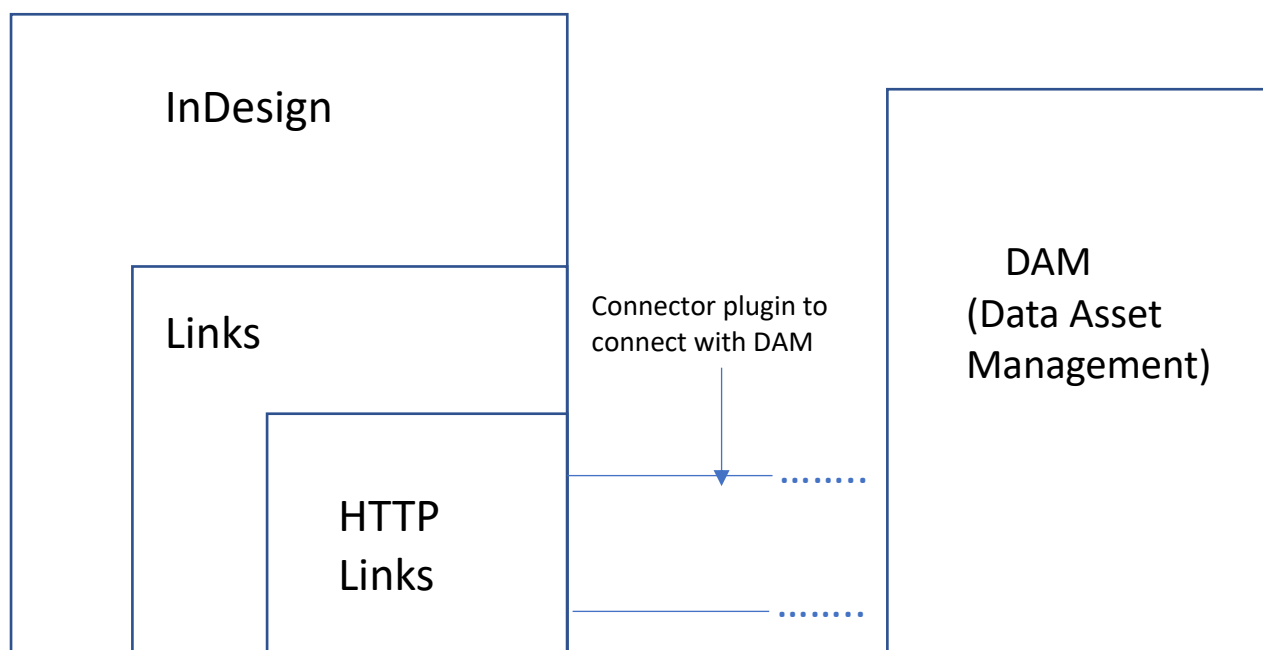 InDesign
Links
HTTP
Links
Connector plugin to
connect with DAM
DAM
(Data Asset
Management)